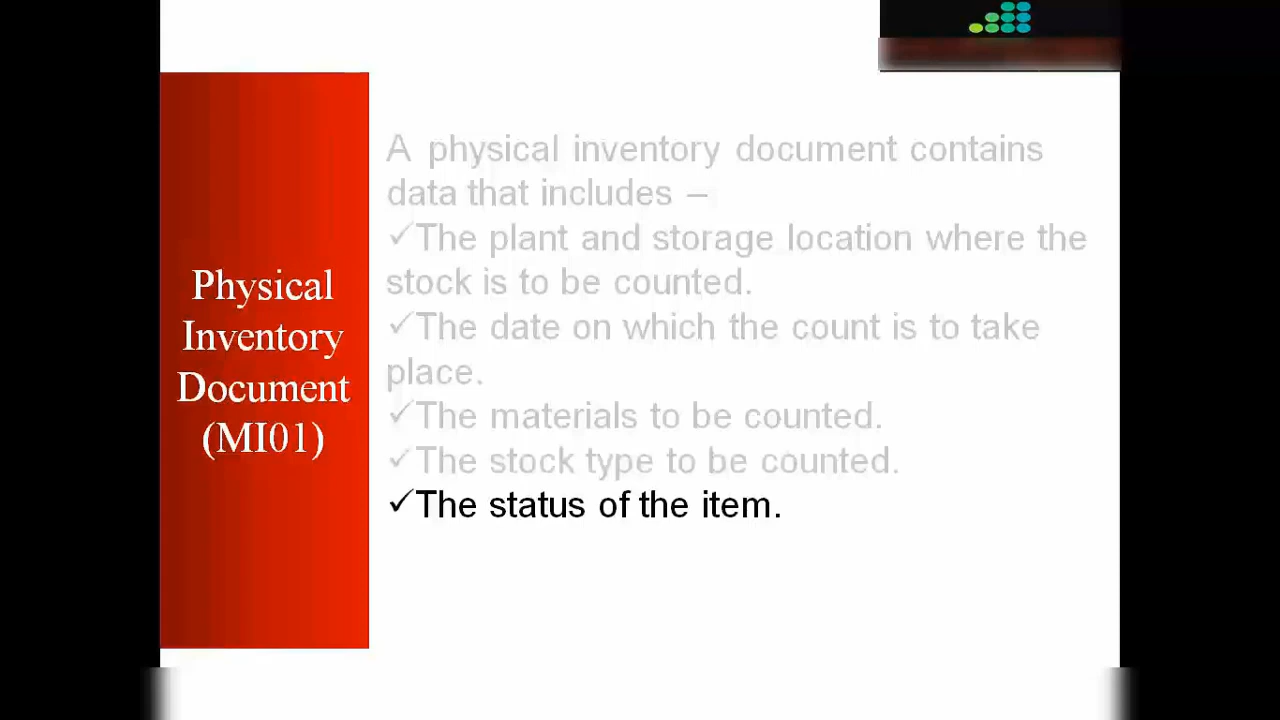 Physical
Inventory
Document
(MI01)
A physical inventory document contains
data that includes –
✓The plant and storage location where the
stock is to be counted.
✓The date on which the count is to take
place.
✓The materials to be counted.
✓The stock type to be counted.
✓The status of the item.